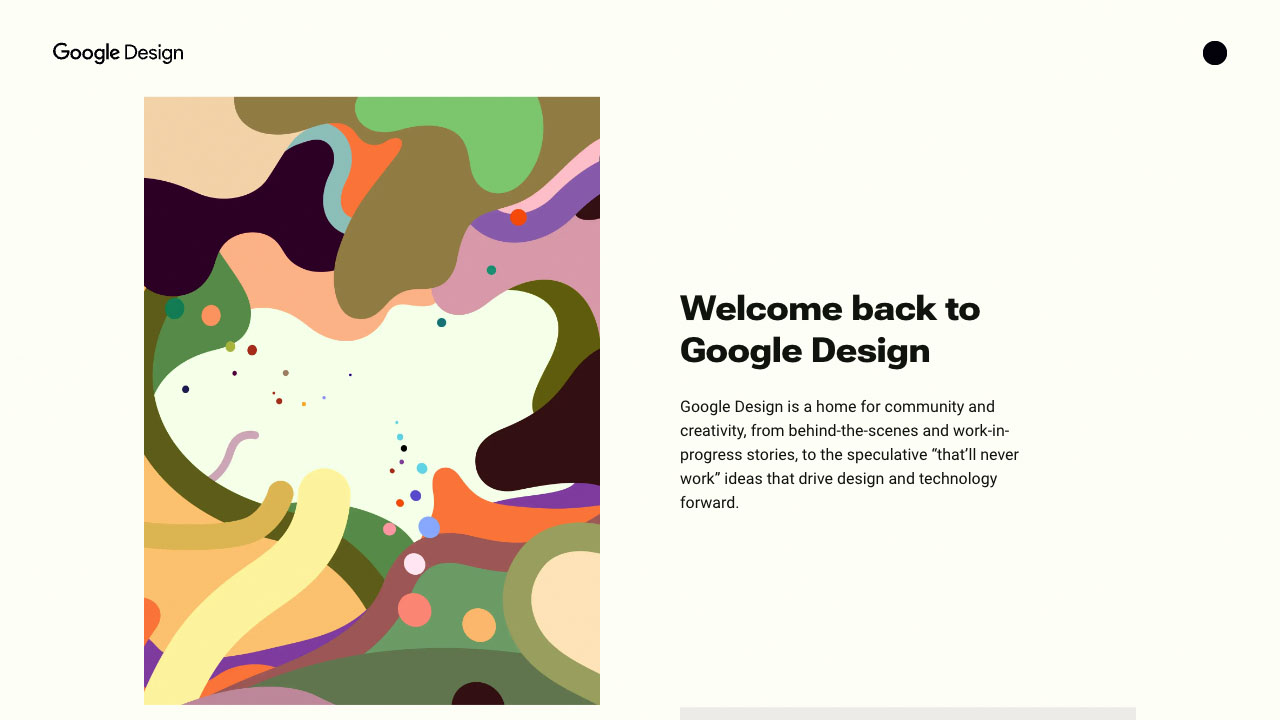 Google Design
Welcome back to
Google Design
Google Design is a home for community and
creativity, from behind-the-scenes and work-in-
progress stories, to the speculative “that’ll never
work” ideas that drive design and technology
forward.